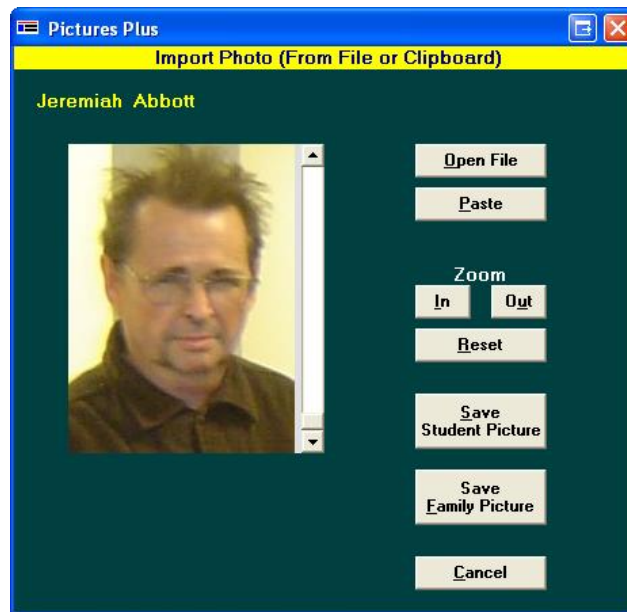 Pictures Plus
Import Photo (From File or Clipboard)
Jeremiah Abbott
Open File
Paste
Zoom
In Out
Reset
Save
Student Picture
Save
Family Picture
Cancel